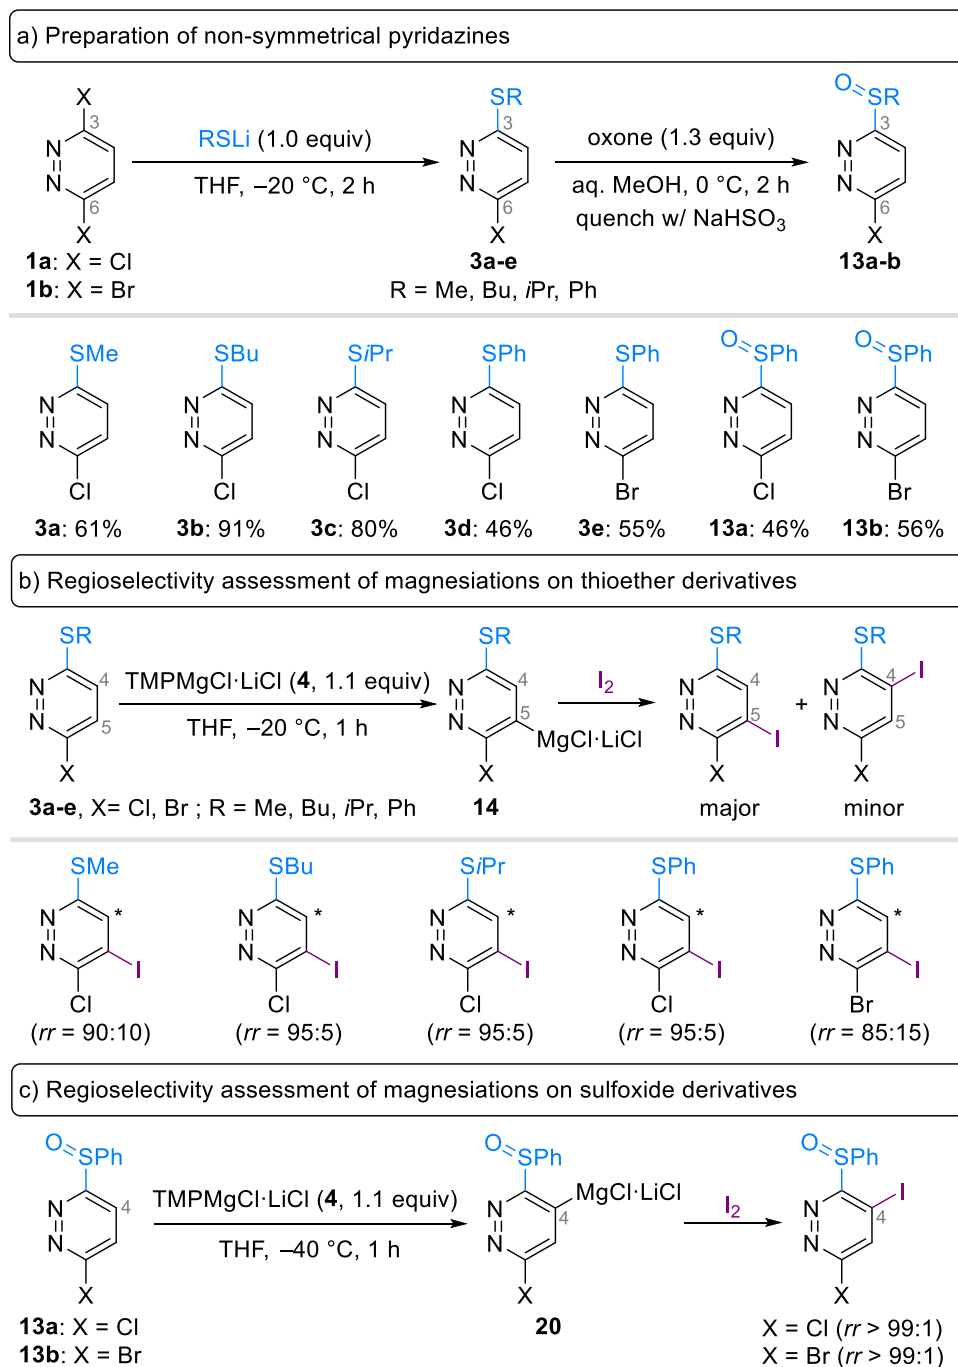 a) Preparation of non-symmetrical pyridazines
X
3
N
N
6
X
1a: X = Cl
1b: X = Br
RSLi (1.0 equiv)
THF, –20 °C, 2 h
SR
3
N
N
6
X
3a-e
R = Me, Bu, iPr, Ph
oxone (1.3 equiv)
aq. MeOH, 0 °C, 2 h
quench w/ NaHSO3
O
SR
3
N
N
6
X
13a-b
SMe
N
N
Cl
3a: 61%
SBu
N
N
Cl
3b: 91%
SiPr
N
N
Cl
3c: 80%
SPh
N
N
Cl
3d: 46%
SPh
N
N
Br
3e: 55%
O
SPh
N
N
Cl
13a: 46%
O
SPh
N
N
Br
13b: 56%
b) Regioselectivity assessment of magnesiations on thioether derivatives
SR
4
N
N
5
X
3a-e, X= Cl, Br ; R = Me, Bu, iPr, Ph
TMPMgCl·LiCl (4, 1.1 equiv)
THF, –20 °C, 1 h
SR
4
N
N
5
MgCl·LiCl
X
14
I2
SR
4
N
N
5
I
X
major
+
SR
I
4
N
N
5
X
minor
SMe
*
N
N
I
Cl
(rr = 90:10)
SBu
*
N
N
I
Cl
(rr = 95:5)
SiPr
*
N
N
I
Cl
(rr = 95:5)
SPh
*
N
N
I
Cl
(rr = 95:5)
SPh
*
N
N
I
Br
(rr = 85:15)
c) Regioselectivity assessment of magnesiations on sulfoxide derivatives
O
SPh
4
N
N
X
13a: X = Cl
13b: X = Br
TMPMgCl·LiCl (4, 1.1 equiv)
THF, –40 °C, 1 h
O
SPh
MgCl·LiCl
4
N
N
X
20
I2
O
SPh
I
4
N
N
X
X = Cl (rr > 99:1)
X = Br (rr > 99:1)